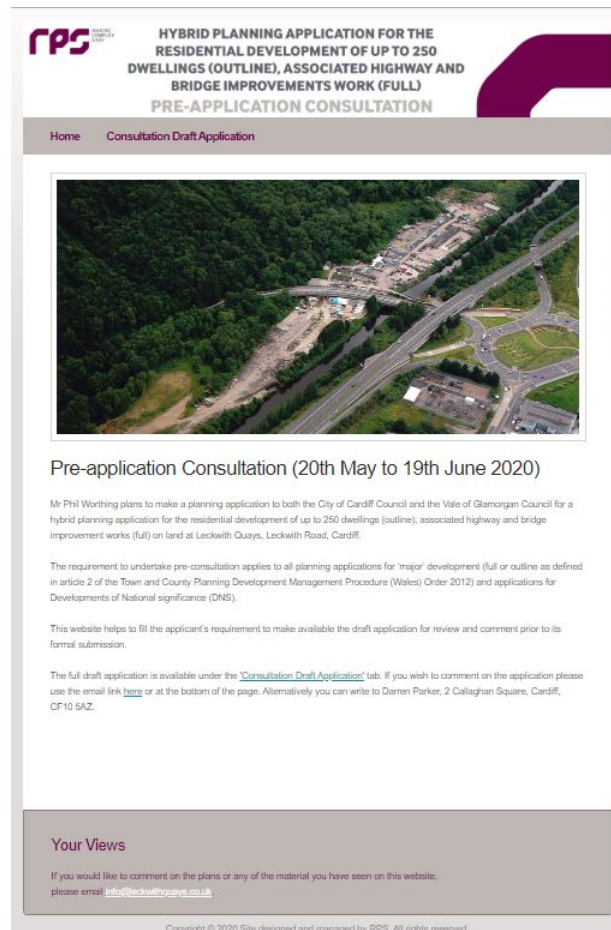 rps MAKING COMPLEX EASY
HYBRID PLANNING APPLICATION FOR THE
RESIDENTIAL DEVELOPMENT OF UP TO 250
DWELLINGS (OUTLINE), ASSOCIATED HIGHWAY AND
BRIDGE IMPROVEMENTS WORK (FULL)
PRE-APPLICATION CONSULTATION
Home Consultation Draft Application
Pre-application Consultation (20th May to 19th June 2020)
Mr Phil Worthing plans to make a planning application to both the City of Cardiff Council and the Vale of Glamorgan Council for a
hybrid planning application for the residential development of up to 250 dwellings (outline), associated highway and bridge
improvement works (full) on land at Leckwith Quays, Leckwith Road, Cardiff.
The requirement to undertake pre-consultation applies to all planning applications for 'major' development (full or outline as defined
in article 2 of the Town and County Planning Development Management Procedure (Wales) Order 2012) and applications for
Developments of National significance (DNS).
This website helps to fill the applicant's requirement to make available the draft application for review and comment prior to its
formal submission.
The full draft application is available under the 'Consultation Draft Application' tab. If you wish to comment on the application please
use the email link here or at the bottom of the page. Alternatively you can write to Darren Parker, 2 Callaghan Square, Cardiff,
CF10 5AZ.
Your Views
If you would like to comment on the plans or any of the material you have seen on this website,
please email info@leckwithquays.co.uk
Copyright © 2020 Site designed and managed by RPS. All rights reserved